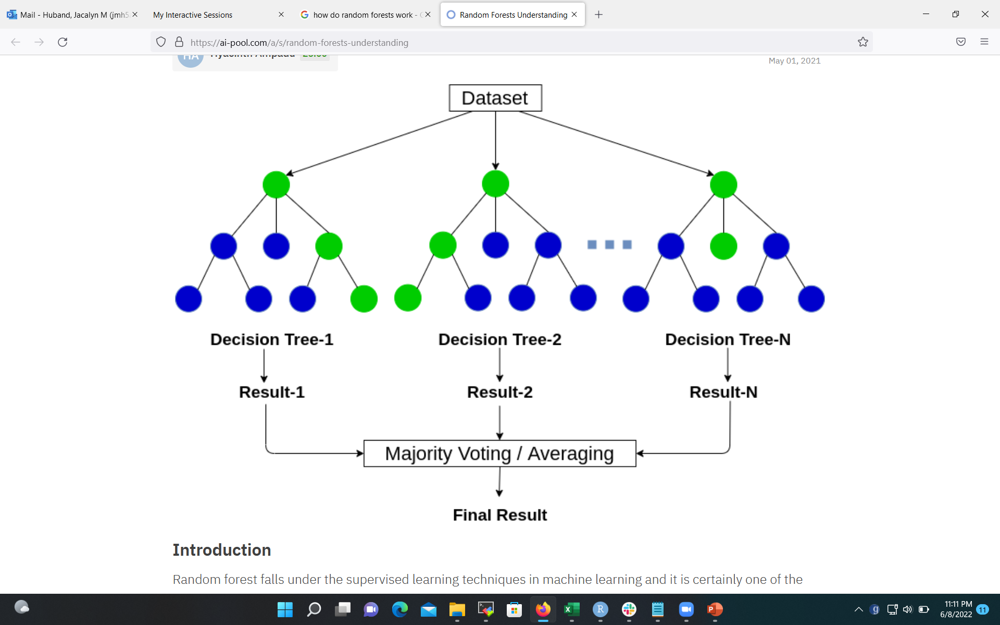 Mail - Huband, Jacalyn M (jmh5
My Interactive Sessions
how do random forests work -
Random Forests Understanding
https://ai-pool.com/a/s/random-forests-understanding
May 01, 2021
Dataset
Decision Tree-1 Decision Tree-2 Decision Tree-N
Result-1 Result-2 Result-N
Majority Voting / Averaging
Final Result
Introduction
Random forest falls under the supervised learning techniques in machine learning and it is certainly one of the
11:11 PM
6/8/2022
11